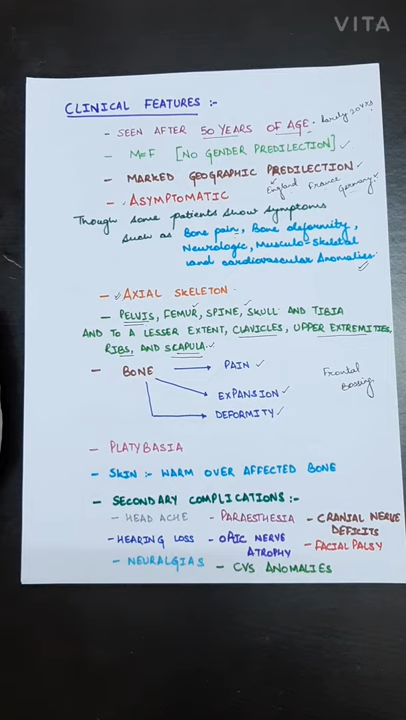 VITA
CLINICAL FEATURES :-
- SEEN AFTER 50 YEARS OF AGE. Rarely 20yrs
- M=F [NO GENDER PREDILECTION]
- MARKED GEOGRAPHIC PREDILECTION
England France Germany
- ASYMPTOMATIC
Though some patients show symptoms
such as Bone pain, Bone deformity,
Neurologic, Musculo-Skeletal
and cardiovascular Anomalies.
- AXIAL SKELETON
- PELVIS, FEMUR, SPINE, SKULL AND TIBIA
AND TO A LESSER EXTENT, CLAVICLES, UPPER EXTREMITIES,
RIBS, AND SCAPULA.
- BONE → PAIN
Frontal
Bossing
EXPANSION
DEFORMITY
- PLATYBASIA
- SKIN :- WARM OVER AFFECTED BONE
- SECONDARY COMPLICATIONS :-
- HEAD ACHE - PARAESTHESIA - CRANIAL NERVE
DEFICITS
- HEARING LOSS - OPIC NERVE
ATROPHY
- FACIAL PALSY
- NEURALGIAS - CVS ANOMALIES